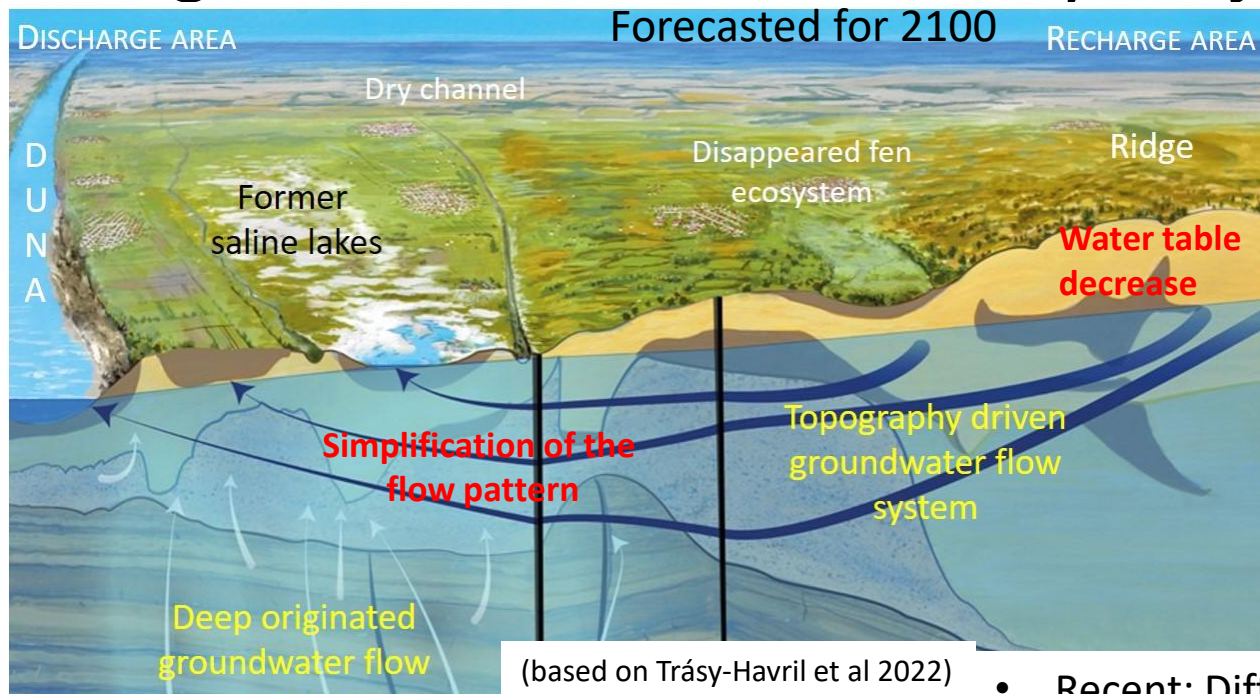 Forecasted for 2100
DISCHARGE AREA
RECHARGE AREA
Dry channel
DUNA
Disappeared fen
ecosystem
Ridge
Former
saline lakes
Water table
decrease
Simplification of the
flow pattern
Topography driven
groundwater flow
system
Deep originated
groundwater flow
(based on Trásy-Havril et al 2022)
• Recent: